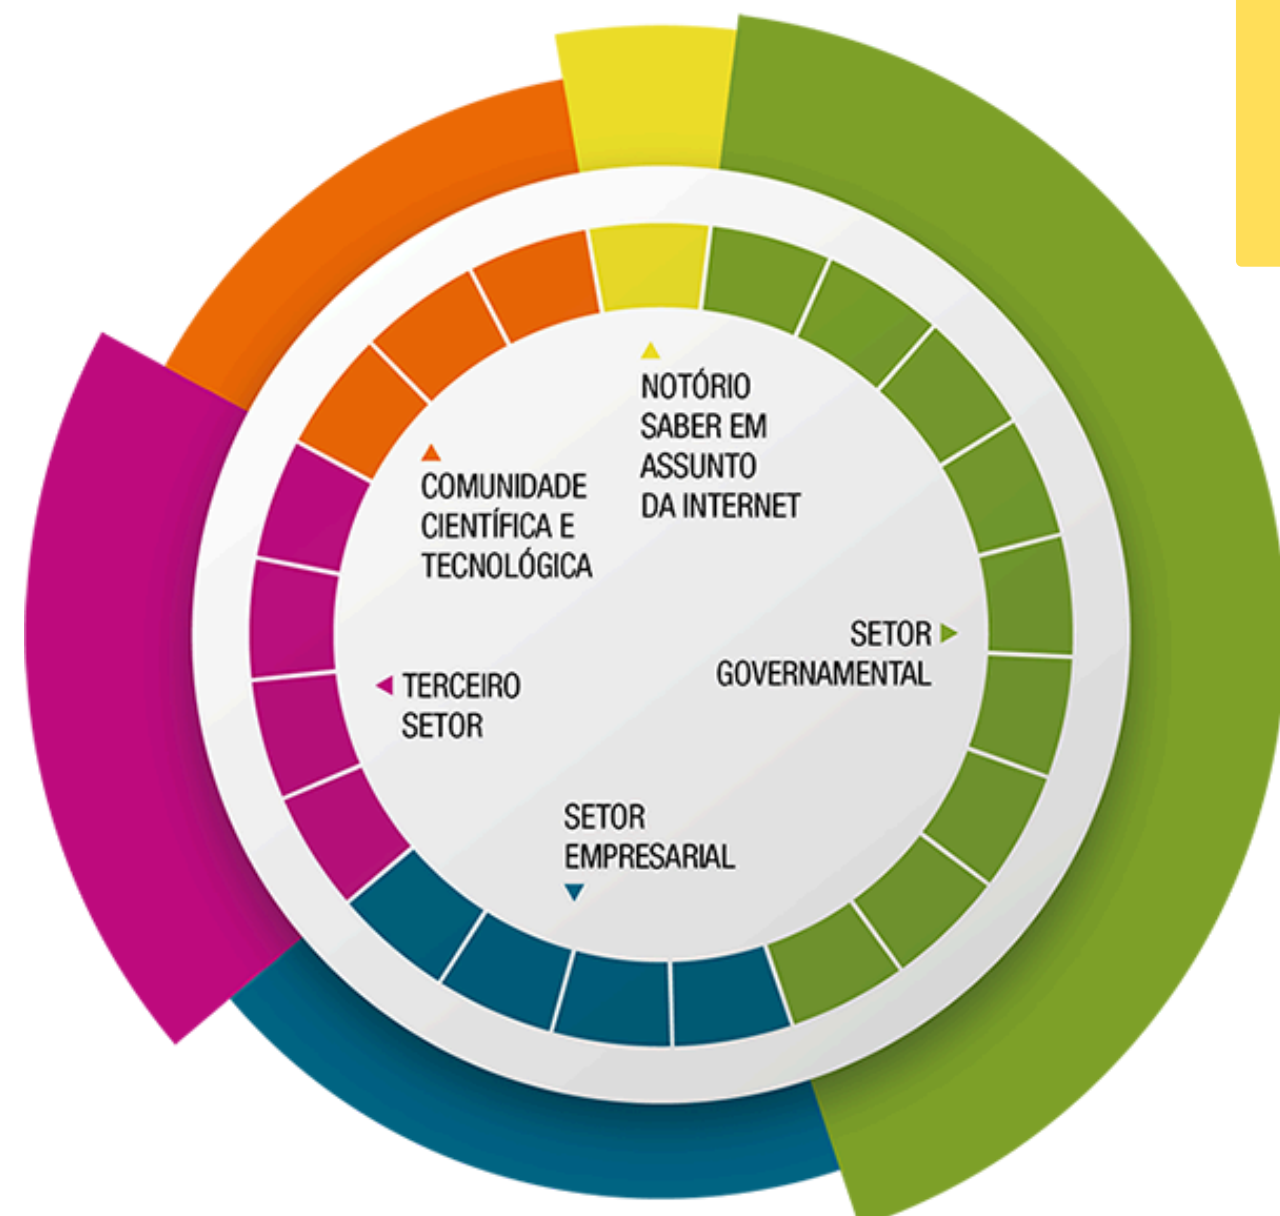 NOTÓRIO
SABER EM
ASSUNTO
DA INTERNET
COMUNIDADE
CIENTÍFICA E
TECNOLÓGICA
SETOR
GOVERNAMENTAL
TERCEIRO
SETOR
SETOR
EMPRESARIAL